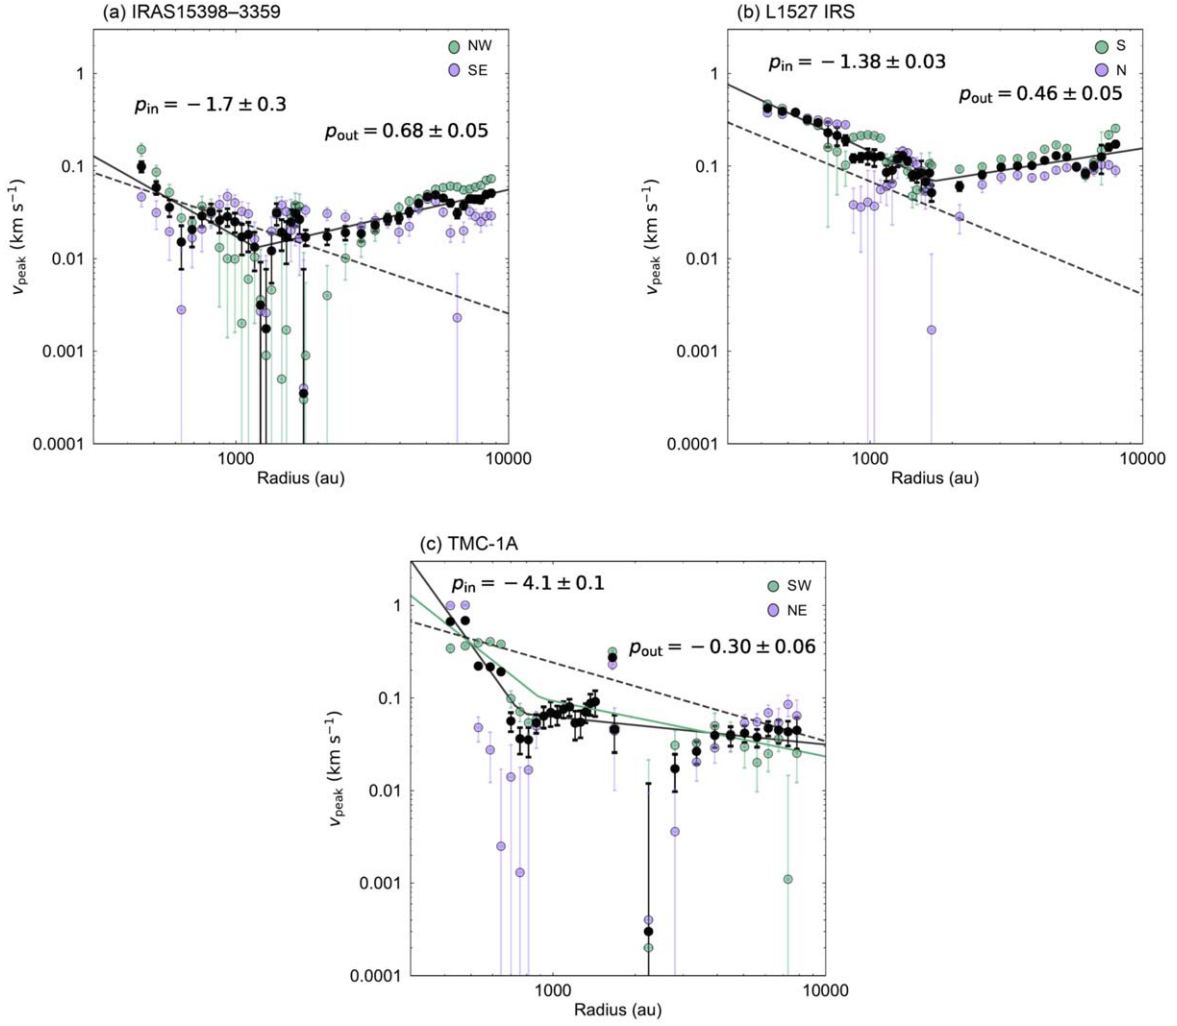 (a) IRAS15398–3359
NW
SE
p_in = − 1.7 ± 0.3
p_out = 0.68 ± 0.05
1
0.1
0.01
0.001
0.0001
v_peak (km s⁻¹)
1000
10000
Radius (au)
(b) L1527 IRS
S
N
p_in = − 1.38 ± 0.03
p_out = 0.46 ± 0.05
1
0.1
0.01
0.001
0.0001
v_peak (km s⁻¹)
1000
10000
Radius (au)
(c) TMC-1A
SW
NE
p_in = − 4.1 ± 0.1
p_out = − 0.30 ± 0.06
1
0.1
0.01
0.001
0.0001
v_peak (km s⁻¹)
1000
10000
Radius (au)